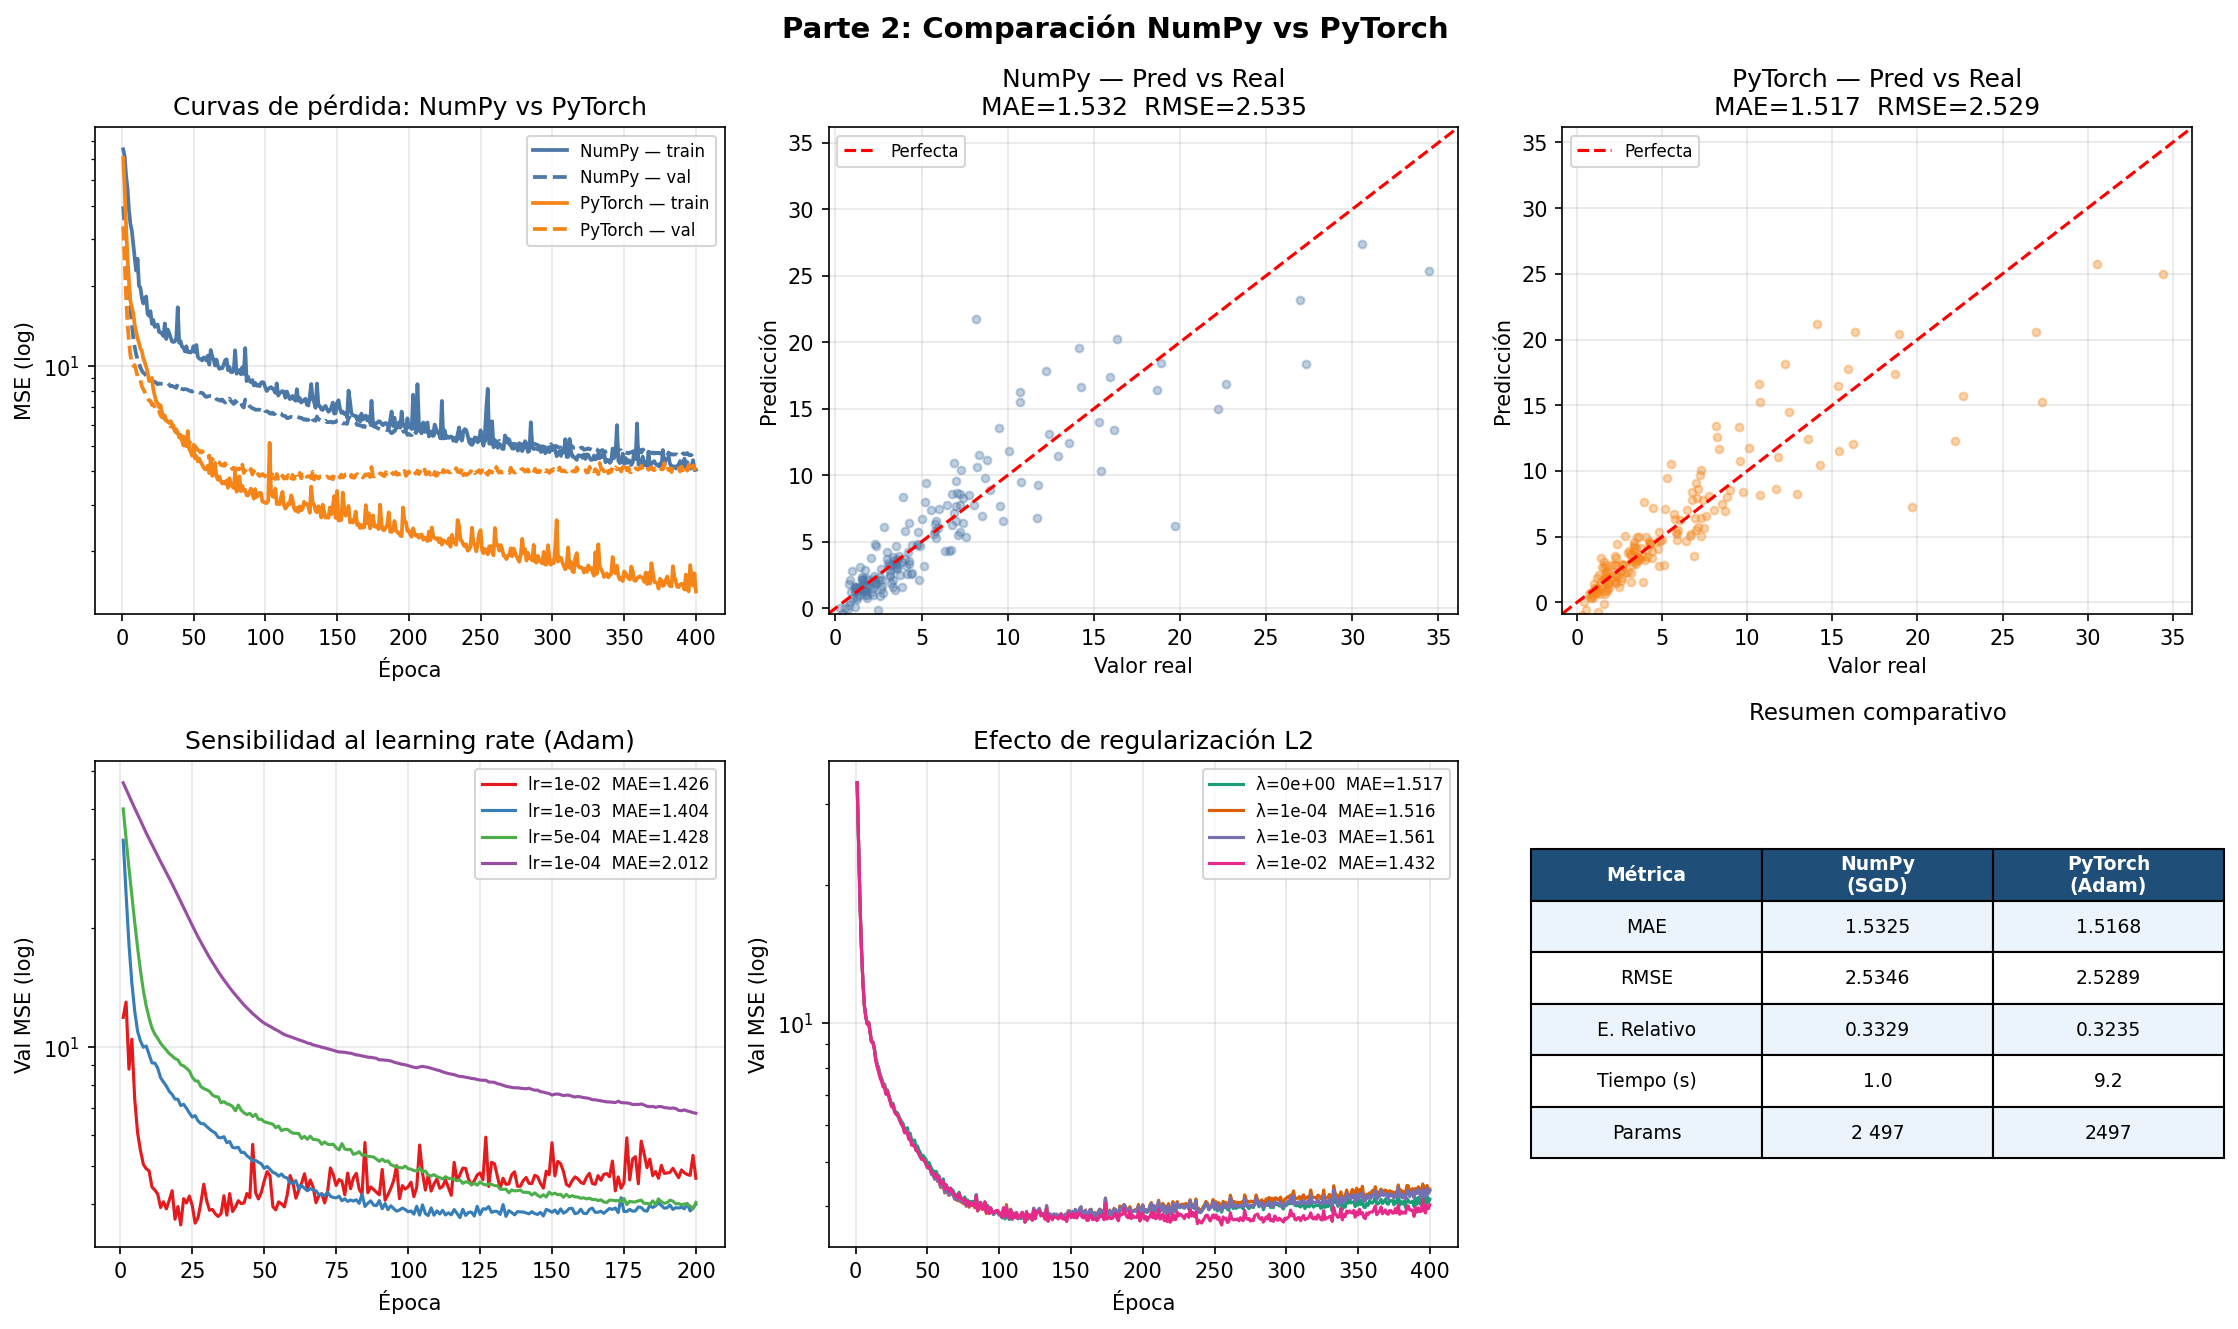 Parte 2: Comparación NumPy vs PyTorch
Curvas de pérdida: NumPy vs PyTorch
NumPy — train
NumPy — val
PyTorch — train
PyTorch — val
MSE (log)
10¹
0 50 100 150 200 250 300 350 400
Época
NumPy — Pred vs Real
MAE=1.532 RMSE=2.535
Perfecta
Predicción
35
30
25
20
15
10
5
0
0 5 10 15 20 25 30 35
Valor real
PyTorch — Pred vs Real
MAE=1.517 RMSE=2.529
Perfecta
Predicción
35
30
25
20
15
10
5
0
0 5 10 15 20 25 30 35
Valor real
Sensibilidad al learning rate (Adam)
lr=1e-02 MAE=1.426
lr=1e-03 MAE=1.404
lr=5e-04 MAE=1.428
lr=1e-04 MAE=2.012
Val MSE (log)
10¹
0 25 50 75 100 125 150 175 200
Época
Efecto de regularización L2
λ=0e+00 MAE=1.517
λ=1e-04 MAE=1.516
λ=1e-03 MAE=1.561
λ=1e-02 MAE=1.432
Val MSE (log)
10¹
0 50 100 150 200 250 300 350 400
Época
Resumen comparativo
Métrica NumPy (SGD) PyTorch (Adam)
MAE 1.5325 1.5168
RMSE 2.5346 2.5289
E. Relativo 0.3329 0.3235
Tiempo (s) 1.0 9.2
Params 2 497 2497